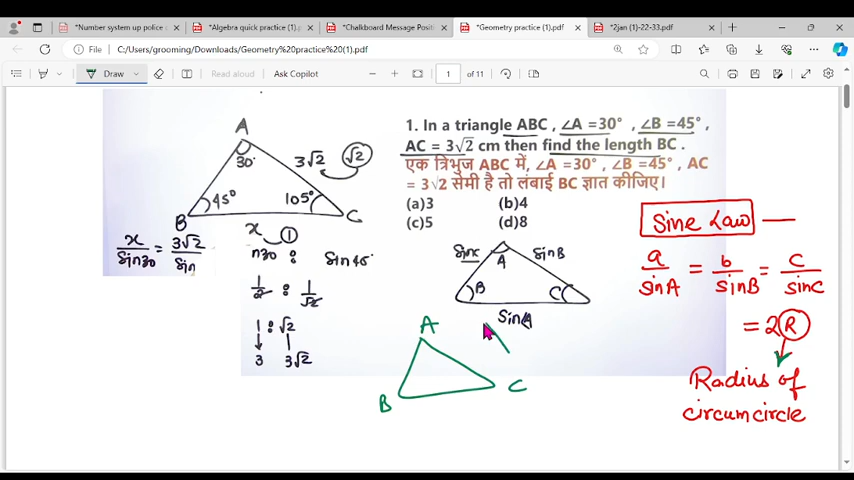 *Number system up police
*Algebra quick practice (1).p
*Chalkboard Message Posit
*Geometry practice (1).pdf
*2jan (1)-22-33.pdf
File
C:/Users/grooming/Downloads/Geometry%20practice%20(1).pdf
Draw
Read aloud
Ask Copilot
1
of 11
1. In a triangle ABC , ∠A =30° , ∠B =45° ,
AC = 3√2 cm then find the length BC .
एक त्रिभुज ABC में, ∠A =30° , ∠B =45° , AC
= 3√2 सेमी है तो लंबाई BC ज्ञात कीजिए।
(a)3 (b)4
(c)5 (d)8
A
30°
3√2
√2
45°
105°
B
C
x
1
x/sin30 = 3√2/sin
n30 : sin45
1/2 : 1/√2
1 : √2
3 3√2
sinc
sinB
A
B
C
sinA
A
B
C
Sine Law
a/sinA = b/sinB = c/sinC
= 2R
Radius of
circumcircle